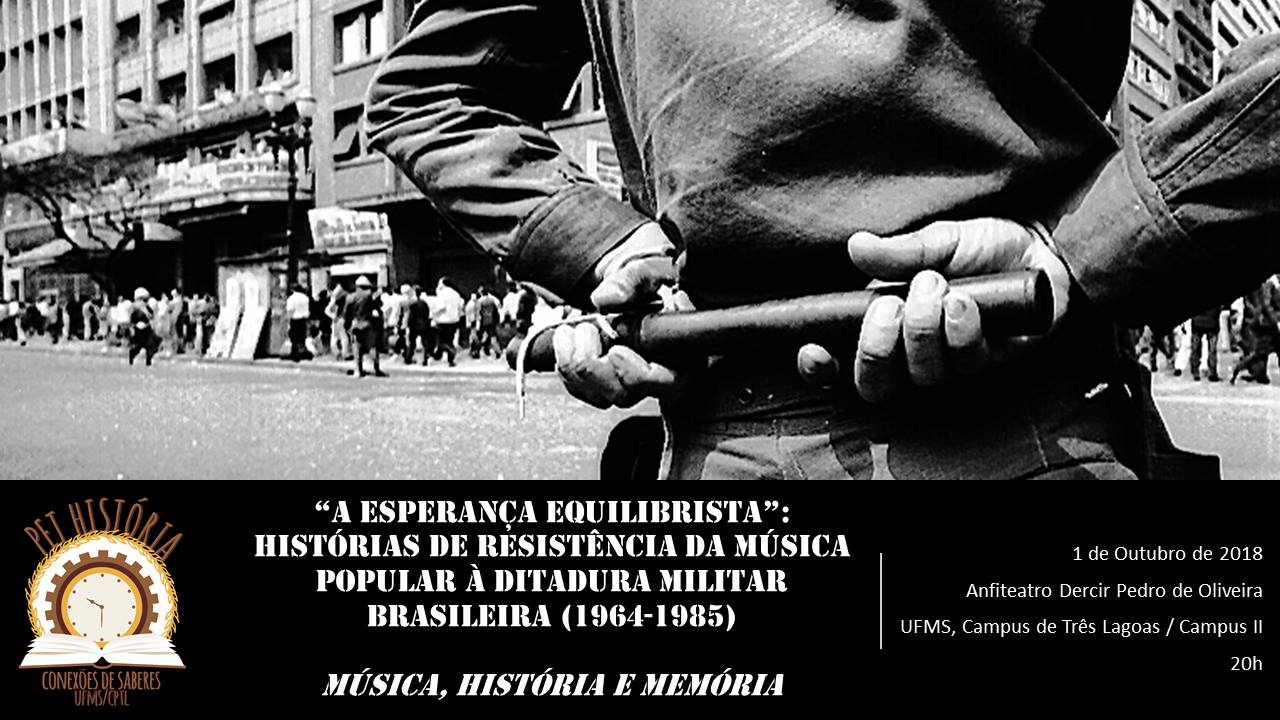 “A ESPERANÇA EQUILIBRISTA”:
HISTÓRIAS DE RESISTÊNCIA DA MÚSICA
POPULAR À DITADURA MILITAR
BRASILEIRA (1964-1985)
MÚSICA, HISTÓRIA E MEMÓRIA
1 de Outubro de 2018
Anfiteatro Dercir Pedro de Oliveira
UFMS, Campus de Três Lagoas / Campus II
20h
PET HISTÓRIA
CONEXÕES DE SABERES
UFMS/CPTL